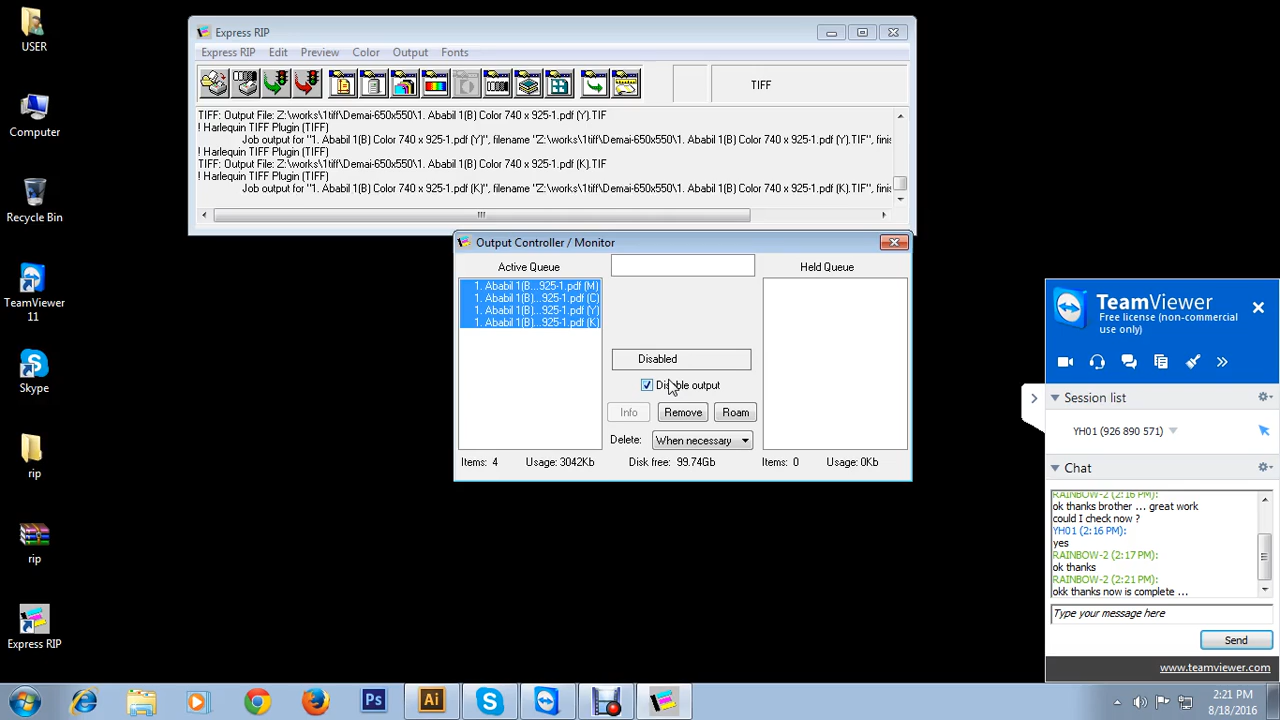 USER
Computer
Recycle Bin
TeamViewer
11
Skype
rip
rip
Express RIP
Express RIP
Express RIP Edit Preview Color Output Fonts
TIFF
TIFF: Output File: Z:\works\1tiff\Demai-650x550\1. Ababil 1(B) Color 740 x 925-1.pdf (Y).TIF
! Harlequin TIFF Plugin (TIFF)
Job output for "1. Ababil 1(B) Color 740 x 925-1.pdf (Y)", filename "Z:\works\1tiff\Demai-650x550\1. Ababil 1(B) Color 740 x 925-1.pdf (Y).TIF", finis
! Harlequin TIFF Plugin (TIFF)
TIFF: Output File: Z:\works\1tiff\Demai-650x550\1. Ababil 1(B) Color 740 x 925-1.pdf (K).TIF
! Harlequin TIFF Plugin (TIFF)
Job output for "1. Ababil 1(B) Color 740 x 925-1.pdf (K)", filename "Z:\works\1tiff\Demai-650x550\1. Ababil 1(B) Color 740 x 925-1.pdf (K).TIF", finis
Output Controller / Monitor
Active Queue
Held Queue
1. Ababil 1(B...925-1.pdf (M)
1. Ababil 1(B)...925-1.pdf (C)
1. Ababil 1(B)...925-1.pdf (Y)
1. Ababil 1(B)...925-1.pdf (K)
Disabled
Disable output
Info Remove Roam
Delete: When necessary
Items: 4 Usage: 3042Kb Disk free: 99.74Gb Items: 0 Usage: 0Kb
TeamViewer
Free license (non-commercial
use only)
Session list
YH01 (926 890 571)
Chat
RAINBOW-2 (2:16 PM):
ok thanks brother ... great work
could I check now ?
YH01 (2:16 PM):
yes
RAINBOW-2 (2:17 PM):
ok thanks
RAINBOW-2 (2:21 PM):
okk thanks now is complete ...
Type your message here
Send
www.teamviewer.com
Ps
Ai
2:21 PM
8/18/2016